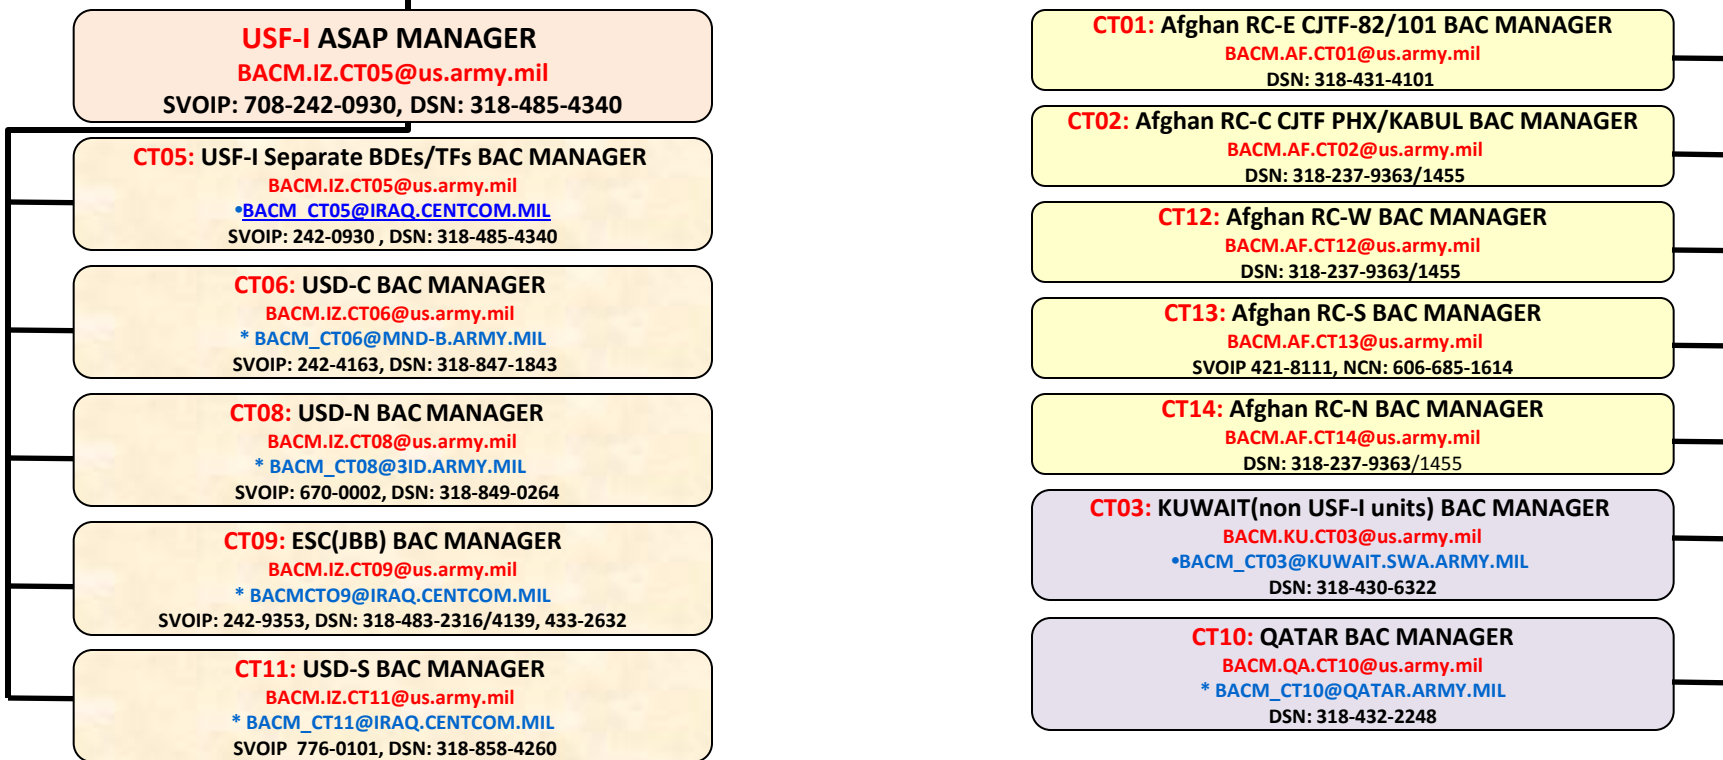 USF-I ASAP MANAGER
BACM.IZ.CT05@us.army.mil
SVOIP: 708-242-0930, DSN: 318-485-4340
CT05: USF-I Separate BDEs/TFs BAC MANAGER
BACM.IZ.CT05@us.army.mil
•BACM_CT05@IRAQ.CENTCOM.MIL
SVOIP: 242-0930 , DSN: 318-485-4340
CT06: USD-C BAC MANAGER
BACM.IZ.CT06@us.army.mil
* BACM_CT06@MND-B.ARMY.MIL
SVOIP: 242-4163, DSN: 318-847-1843
CT08: USD-N BAC MANAGER
BACM.IZ.CT08@us.army.mil
* BACM_CT08@3ID.ARMY.MIL
SVOIP: 670-0002, DSN: 318-849-0264
CT09: ESC(JBB) BAC MANAGER
BACM.IZ.CT09@us.army.mil
* BACMCTO9@IRAQ.CENTCOM.MIL
SVOIP: 242-9353, DSN: 318-483-2316/4139, 433-2632
CT11: USD-S BAC MANAGER
BACM.IZ.CT11@us.army.mil
* BACM_CT11@IRAQ.CENTCOM.MIL
SVOIP  776-0101, DSN: 318-858-4260
CT01: Afghan RC-E CJTF-82/101 BAC MANAGER
BACM.AF.CT01@us.army.mil
DSN: 318-431-4101
CT02: Afghan RC-C CJTF PHX/KABUL BAC MANAGER
BACM.AF.CT02@us.army.mil
DSN: 318-237-9363/1455
CT12: Afghan RC-W BAC MANAGER
BACM.AF.CT12@us.army.mil
DSN: 318-237-9363/1455
CT13: Afghan RC-S BAC MANAGER
BACM.AF.CT13@us.army.mil
SVOIP 421-8111, NCN: 606-685-1614
CT14: Afghan RC-N BAC MANAGER
BACM.AF.CT14@us.army.mil
DSN: 318-237-9363/1455
CT03: KUWAIT(non USF-I units) BAC MANAGER
BACM.KU.CT03@us.army.mil
•BACM_CT03@KUWAIT.SWA.ARMY.MIL
DSN: 318-430-6322
CT10: QATAR BAC MANAGER
BACM.QA.CT10@us.army.mil
* BACM_CT10@QATAR.ARMY.MIL
DSN: 318-432-2248